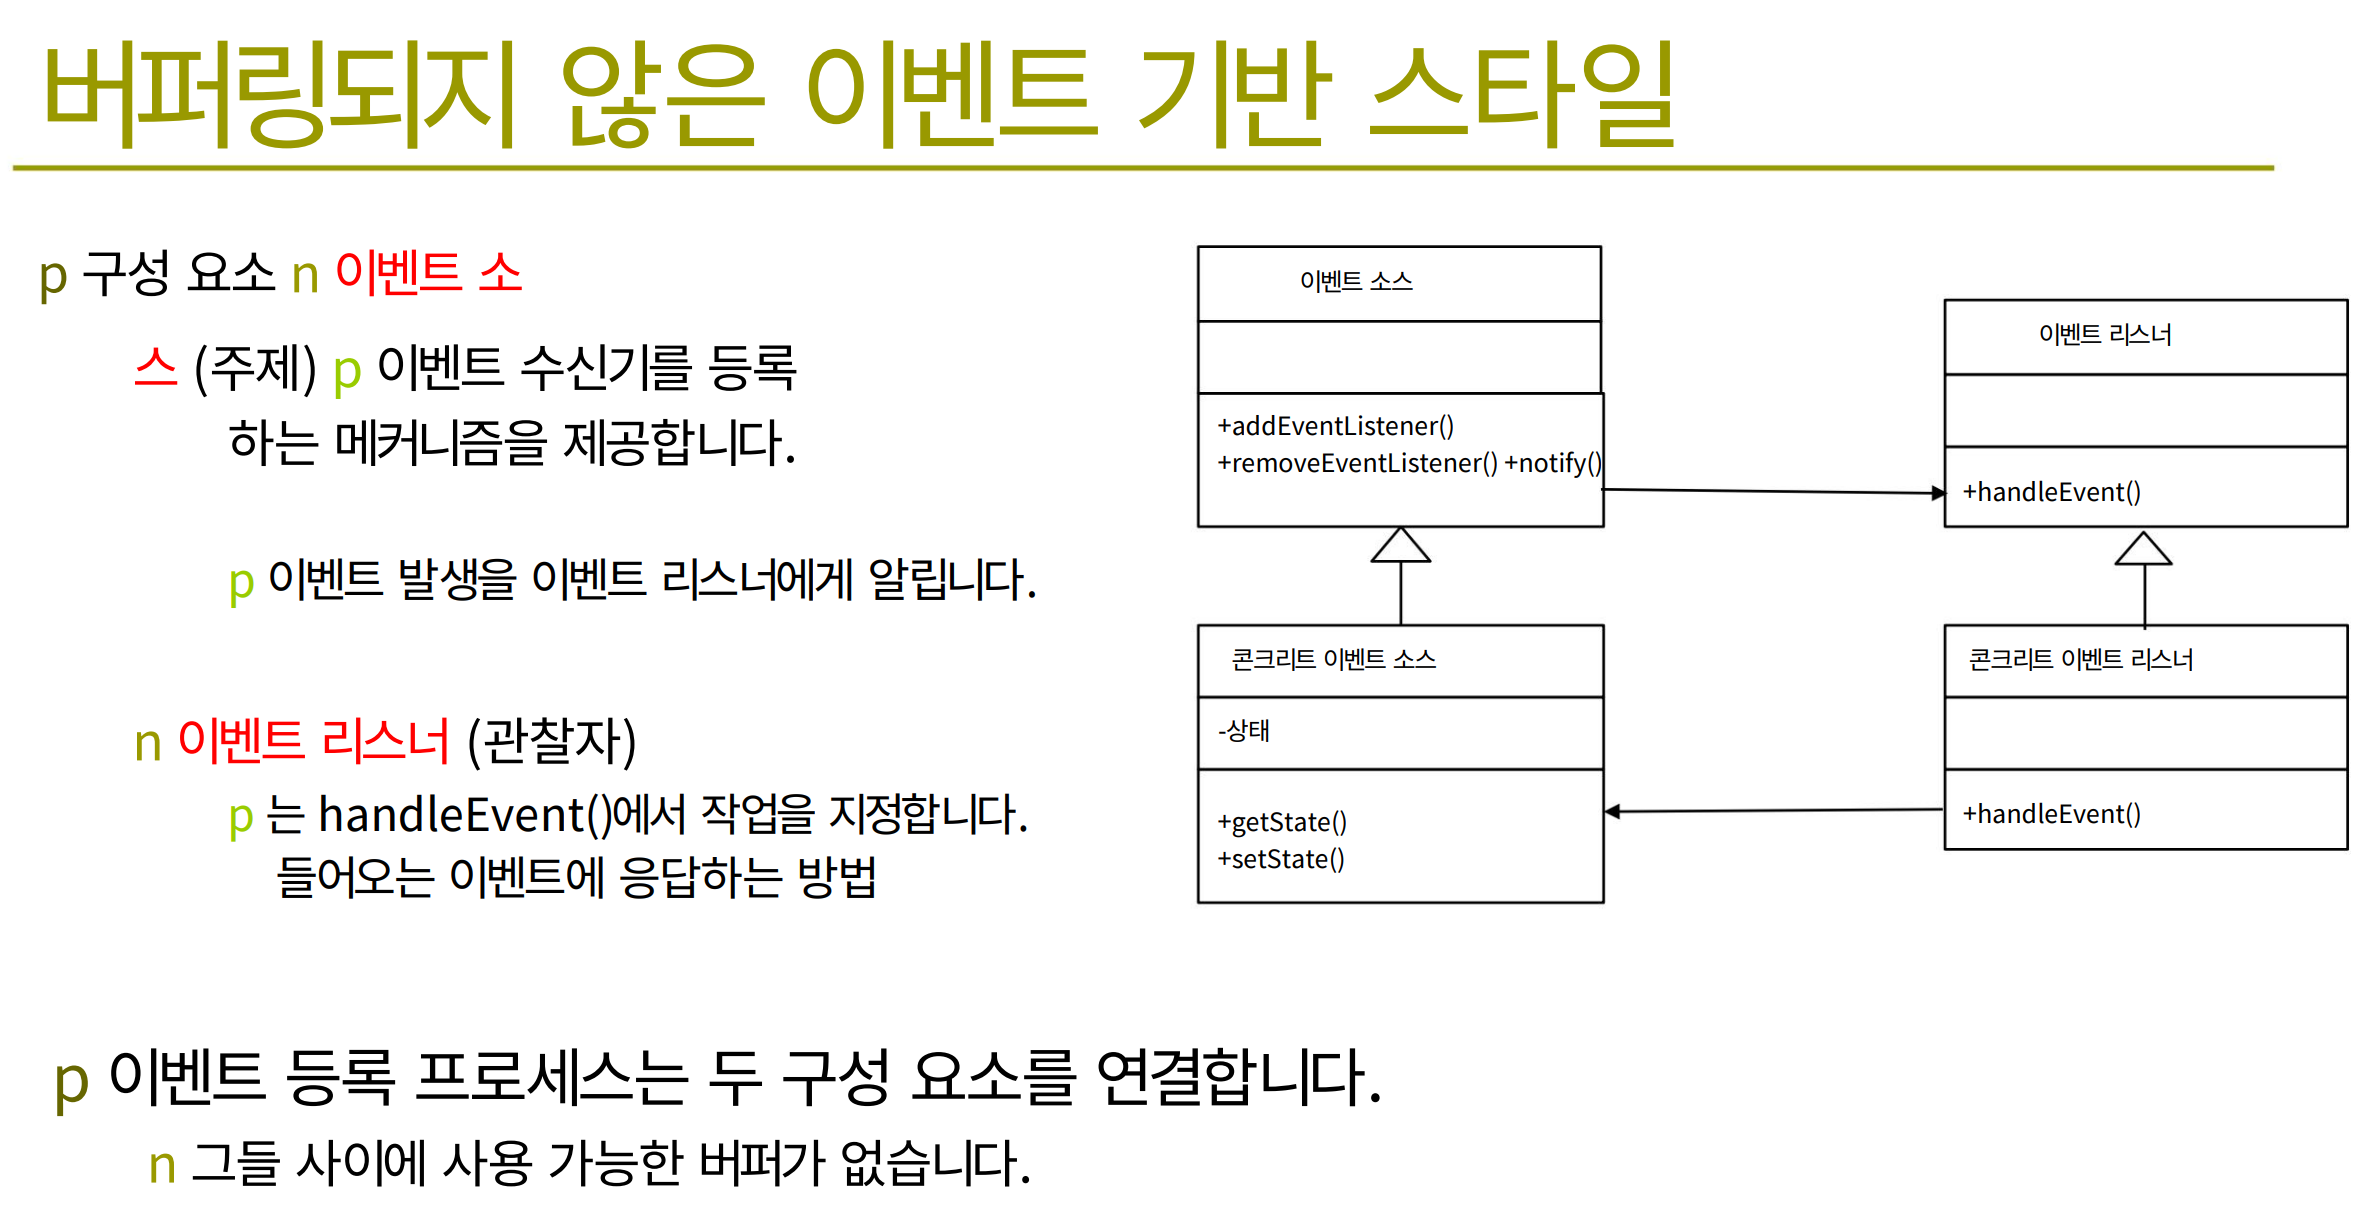 버퍼링되지 않은 이벤트 기반 스타일
p 구성 요소 n 이벤트 소
스 (주제) p 이벤트 수신기를 등록
하는 메커니즘을 제공합니다.
p 이벤트 발생을 이벤트 리스너에게 알립니다.
n 이벤트 리스너 (관찰자)
p 는 handleEvent()에서 작업을 지정합니다.
들어오는 이벤트에 응답하는 방법
이벤트 소스
+addEventListener()
+removeEventListener() +notify()
이벤트 리스너
+handleEvent()
콘크리트 이벤트 소스
-상태
+getState()
+setState()
콘크리트 이벤트 리스너
+handleEvent()
p 이벤트 등록 프로세스는 두 구성 요소를 연결합니다.
n 그들 사이에 사용 가능한 버퍼가 없습니다.